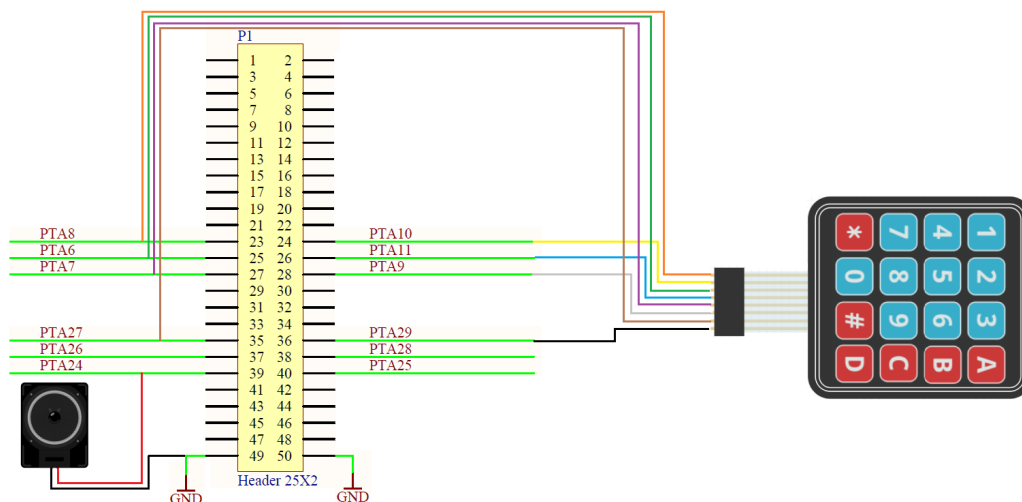 P1
1 2
3 4
5 6
7 8
9 10
11 12
13 14
15 16
17 18
19 20
21 22
PTA8 23 24 PTA10
PTA6 25 26 PTA11
PTA7 27 28 PTA9
29 30
31 32
33 34
PTA27 35 36 PTA29
PTA26 37 38 PTA28
PTA24 39 40 PTA25
41 42
43 44
45 46
47 48
49 50
Header 25X2
GND
GND
1 2 3 A
4 5 6 B
7 8 9 C
* 0 # D